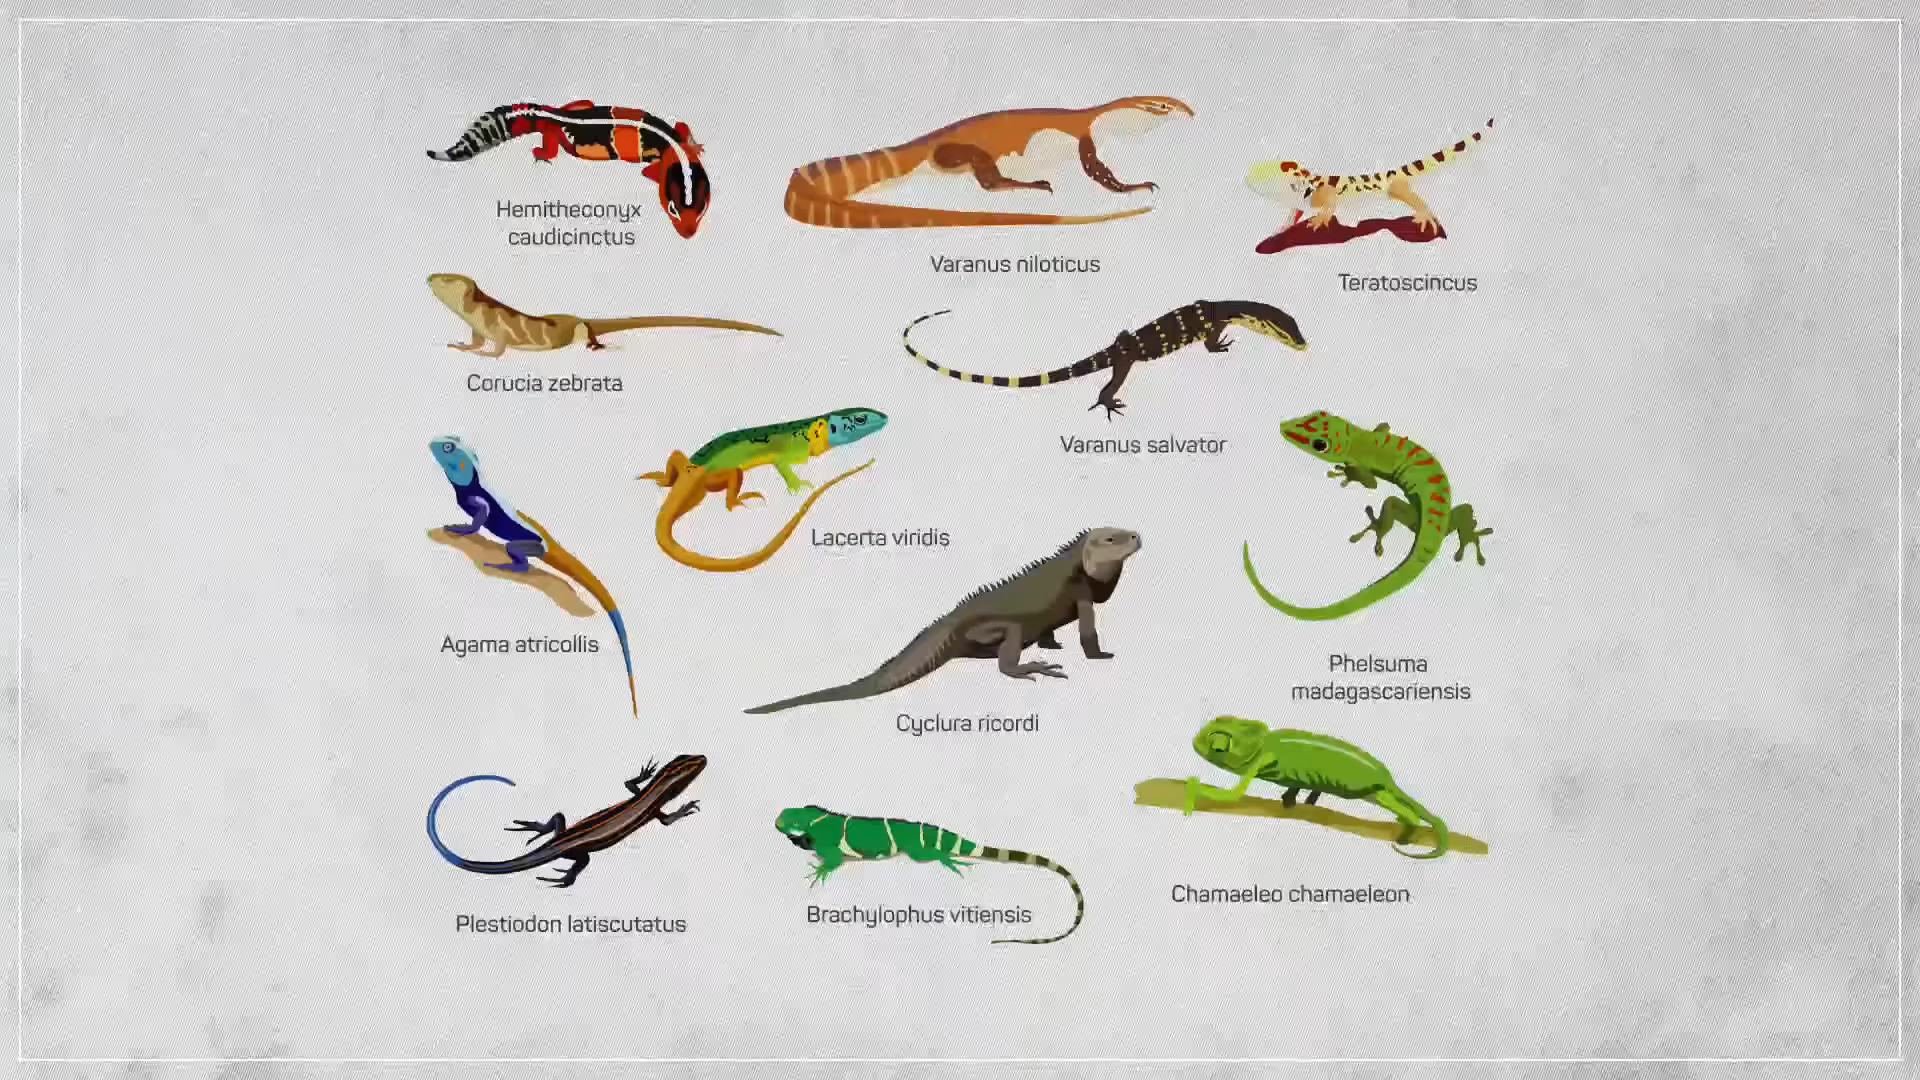 Hemitheconyx
caudicinctus
Varanus niloticus
Teratoscincus
Corucia zebrata
Varanus salvator
Lacerta viridis
Agama atricollis
Phelsuma
madagascariensis
Cyclura ricordi
Chamaeleo chamaeleon
Brachylophus vitiensis
Plestiodon latiscutatus